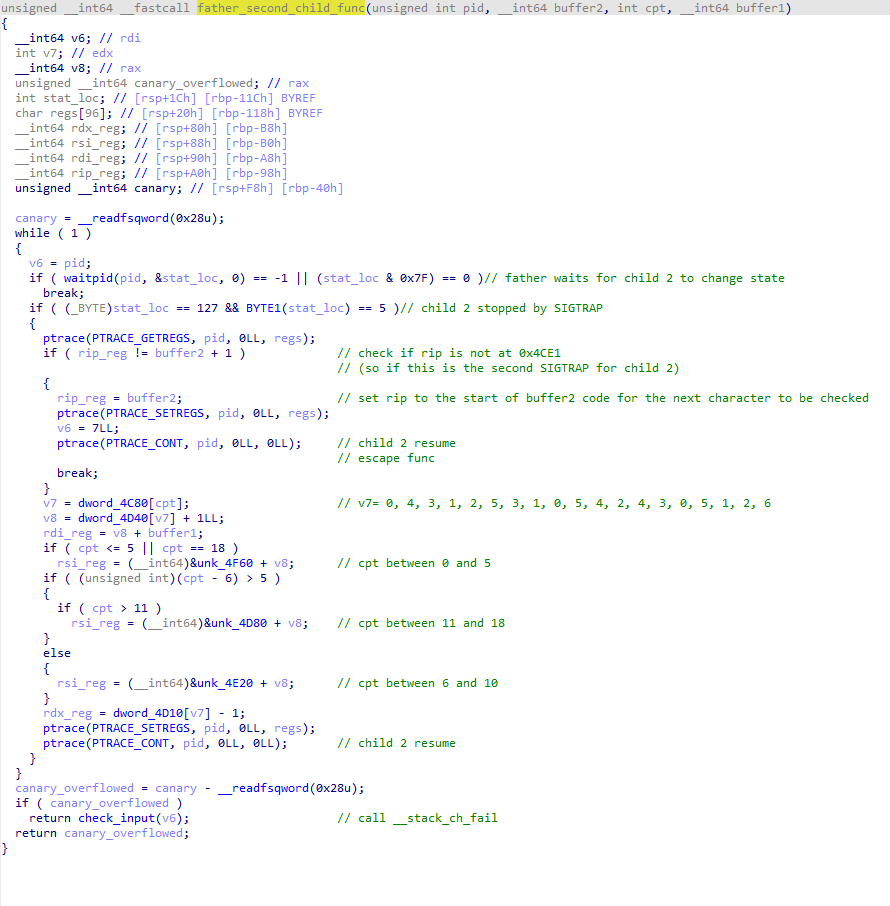 unsigned __int64 __fastcall father_second_child_func(unsigned int pid, __int64 buffer2, int cpt, __int64 buffer1)
{
  __int64 v6; // rdi
  int v7; // edx
  __int64 v8; // rax
  unsigned __int64 canary_overflowed; // rax
  int stat_loc; // [rsp+1Ch] [rbp-11Ch] BYREF
  char regs[96]; // [rsp+20h] [rbp-118h] BYREF
  __int64 rdx_reg; // [rsp+80h] [rbp-B8h]
  __int64 rsi_reg; // [rsp+88h] [rbp-B0h]
  __int64 rdi_reg; // [rsp+90h] [rbp-A8h]
  __int64 rip_reg; // [rsp+A0h] [rbp-98h]
  unsigned __int64 canary; // [rsp+F8h] [rbp-40h]

  canary = __readfsqword(0x28u);
  while ( 1 )
  {
    v6 = pid;
    if ( waitpid(pid, &stat_loc, 0) == -1 || (stat_loc & 0x7F) == 0 )// father waits for child 2 to change state
      break;
    if ( (_BYTE)stat_loc == 127 && BYTE1(stat_loc) == 5 )// child 2 stopped by SIGTRAP
    {
      ptrace(PTRACE_GETREGS, pid, 0LL, regs);
      if ( rip_reg != buffer2 + 1 )            // check if rip is not at 0x4CE1
                                               // (so if this is the second SIGTRAP for child 2)
      {
        rip_reg = buffer2;                     // set rip to the start of buffer2 code for the next character to be checked
        ptrace(PTRACE_SETREGS, pid, 0LL, regs);
        v6 = 7LL;
        ptrace(PTRACE_CONT, pid, 0LL, 0LL);    // child 2 resume
                                               // escape func
        break;
      }
      v7 = dword_4C80[cpt];                    // v7= 0, 4, 3, 1, 2, 5, 3, 1, 0, 5, 4, 2, 4, 3, 0, 5, 1, 2, 6
      v8 = dword_4D40[v7] + 1LL;
      rdi_reg = v8 + buffer1;
      if ( cpt <= 5 || cpt == 18 )
        rsi_reg = (__int64)&unk_4F60 + v8;     // cpt between 0 and 5
      if ( (unsigned int)(cpt - 6) > 5 )
      {
        if ( cpt > 11 )
          rsi_reg = (__int64)&unk_4D80 + v8;   // cpt between 11 and 18
      }
      else
      {
        rsi_reg = (__int64)&unk_4E20 + v8;     // cpt between 6 and 10
      }
      rdx_reg = dword_4D10[v7] - 1;
      ptrace(PTRACE_SETREGS, pid, 0LL, regs);
      ptrace(PTRACE_CONT, pid, 0LL, 0LL);      // child 2 resume
    }
  }
  canary_overflowed = canary - __readfsqword(0x28u);
  if ( canary_overflowed )
    return check_input(v6);                    // call __stack_ch_fail
  return canary_overflowed;
}